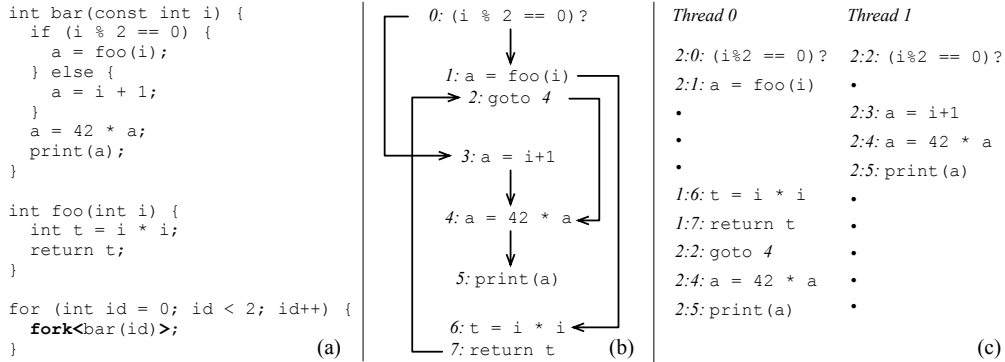 int bar(const int i) {
if (i % 2 == 0) {
a = foo(i);
} else {
a = i + 1;
}
a = 42 * a;
print(a);
}
int foo(int i) {
int t = i * i;
return t;
}
for (int id = 0; id < 2; id++) {
fork<bar(id)>;
}
(a)
0: (i % 2 == 0)?
1: a = foo(i)
2: goto 4
3: a = i+1
4: a = 42 * a
5: print(a)
6: t = i * i
7: return t
(b)
Thread 0 Thread 1
2:0: (i%2 == 0)? 2:2: (i%2 == 0)?
2:1: a = foo(i) •
• 2:3: a = i+1
• 2:4: a = 42 * a
• 2:5: print(a)
1:6: t = i * i •
1:7: return t •
2:2: goto 4 •
2:4: a = 42 * a •
2:5: print(a) •
(c)